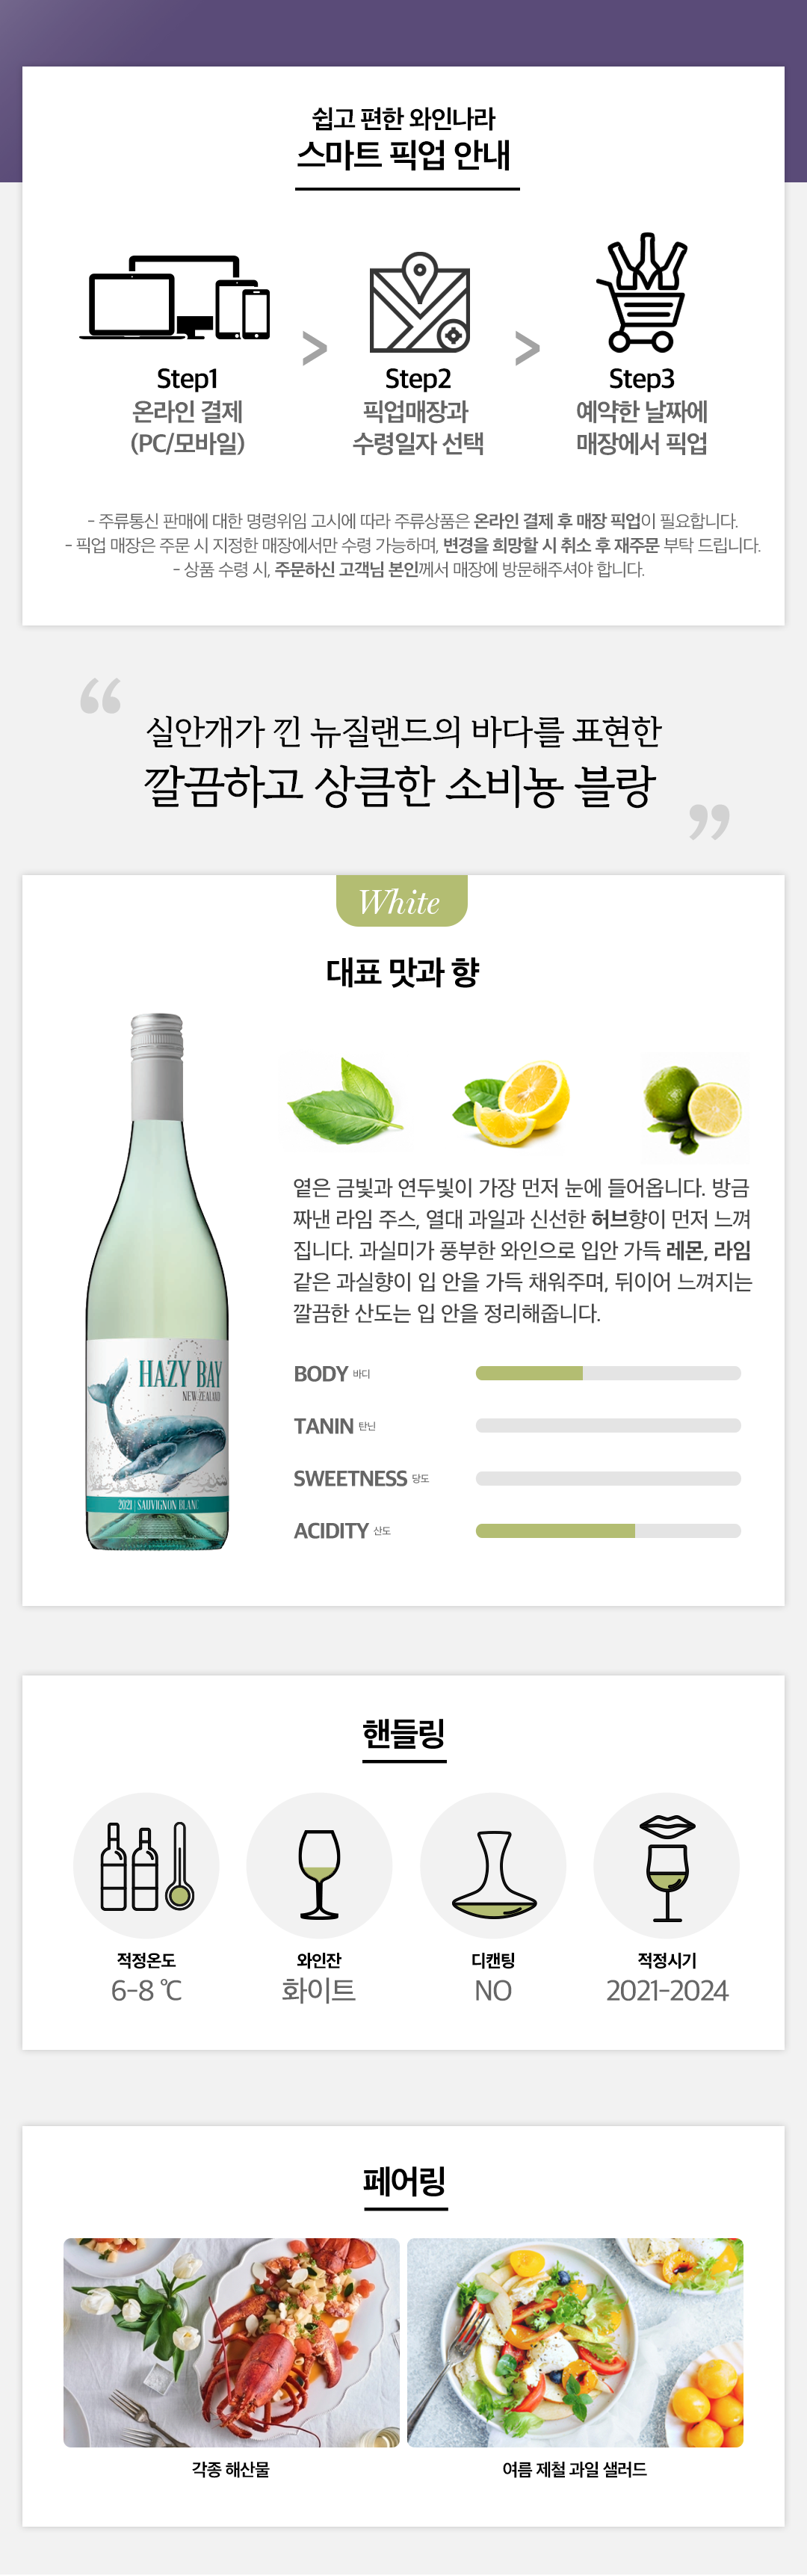 쉽고 편한 와인나라
스마트 픽업 안내
>
>
Step1
온라인 결제
(PC/모바일)
Step2
픽업매장과
수령일자 선택
Step3
예약한 날짜에
매장에서 픽업
- 주류통신 판매에 대한 명령위임 고시에 따라 주류상품은 온라인 결제 후 매장 픽업이 필요합니다.
- 픽업 매장은 주문 시 지정한 매장에서만 수령 가능하며, 변경을 희망할 시 취소 후 재주문 부탁 드립니다.
- 상품 수령 시, 주문하신 고객님 본인께서 매장에 방문해주셔야 합니다.
“
실안개가 낀 뉴질랜드의 바다를 표현한
깔끔하고 상큼한 소비뇽 블랑
”
White
대표 맛과 향
옅은 금빛과 연두빛이 가장 먼저 눈에 들어옵니다. 방금
짜낸 라임 주스, 열대 과일과 신선한 허브향이 먼저 느껴
집니다. 과실미가 풍부한 와인으로 입안 가득 레몬, 라임
같은 과실향이 입 안을 가득 채워주며, 뒤이어 느껴지는
깔끔한 산도는 입 안을 정리해줍니다.
HAZY BAY
NEW ZEALAND
2021 | SAUVIGNON BLANC
BODY 바디
TANIN 탄닌
SWEETNESS 당도
ACIDITY 산도
핸들링
적정온도
6-8 ℃
와인잔
화이트
디캔팅
NO
적정시기
2021-2024
페어링
각종 해산물
여름 제철 과일 샐러드